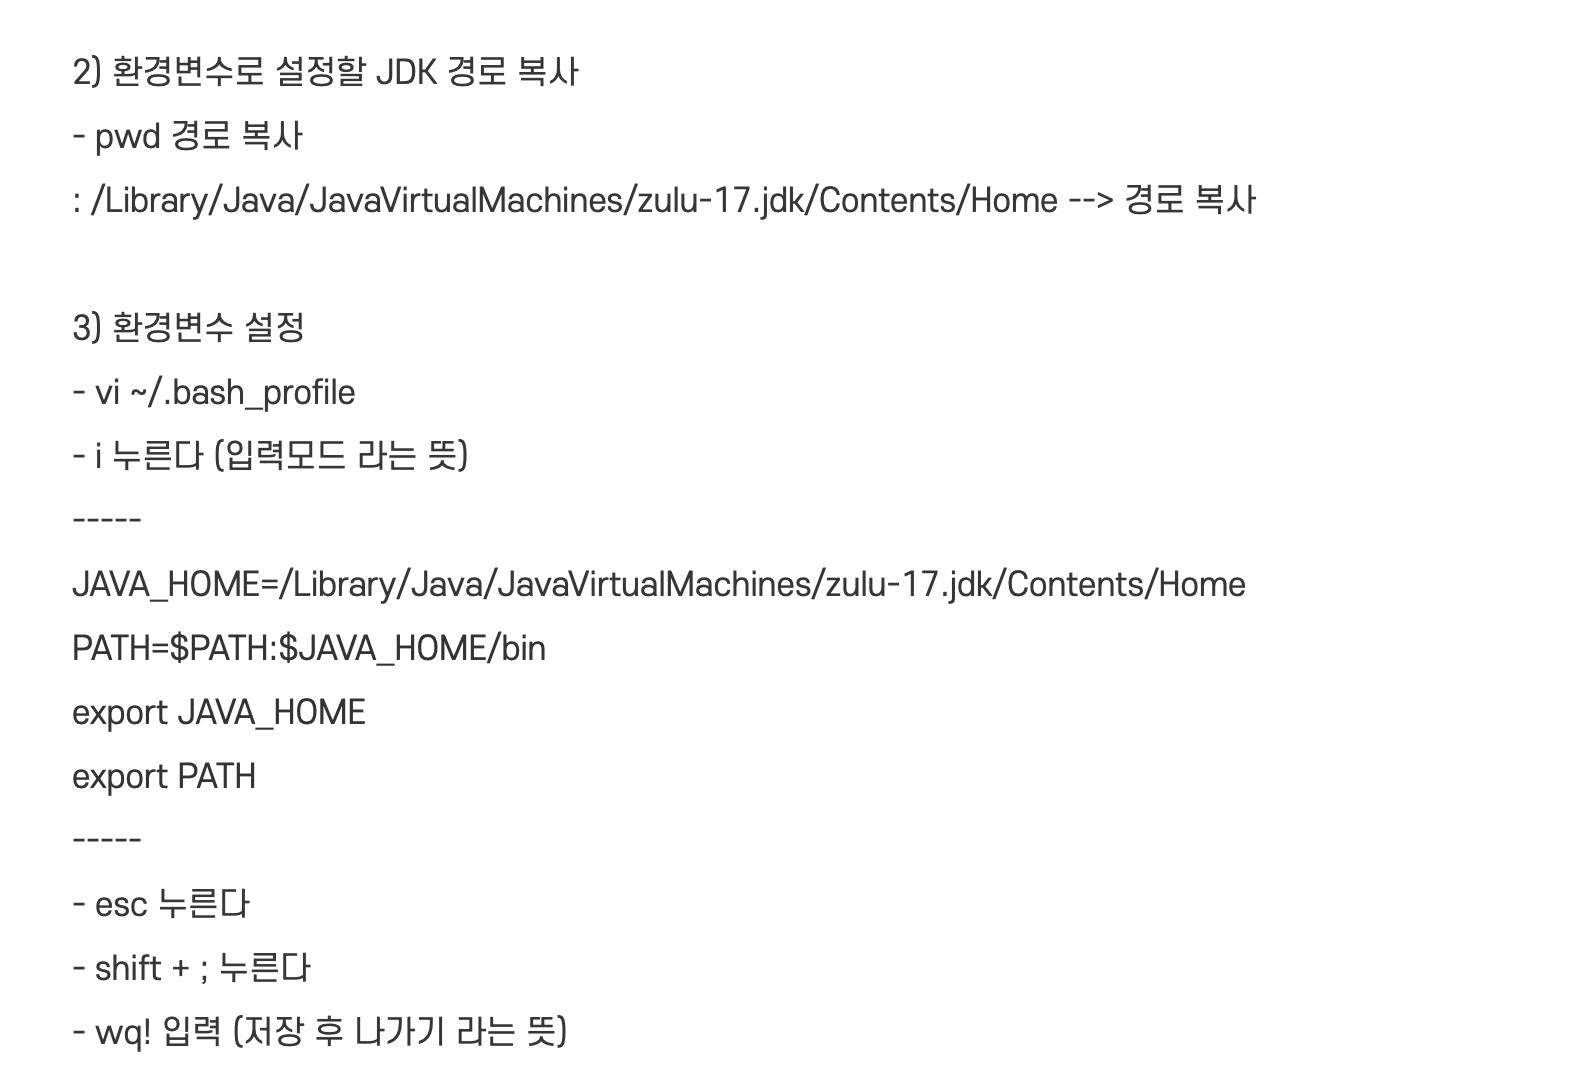 2) 환경변수로 설정할 JDK 경로 복사
- pwd 경로 복사
: /Library/Java/JavaVirtualMachines/zulu-17.jdk/Contents/Home --> 경로 복사
3) 환경변수 설정
- vi ~/.bash_profile
- i 누른다 (입력모드 라는 뜻)
-----
JAVA_HOME=/Library/Java/JavaVirtualMachines/zulu-17.jdk/Contents/Home
PATH=$PATH:$JAVA_HOME/bin
export JAVA_HOME
export PATH
-----
- esc 누른다
- shift + ; 누른다
- wq! 입력 (저장 후 나가기 라는 뜻)